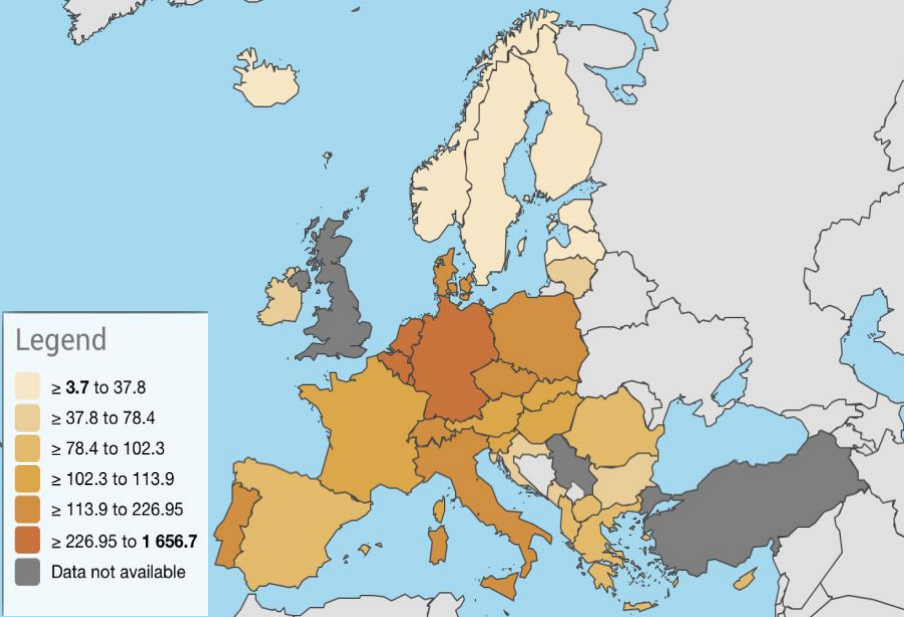 Legend
≥ 3.7 to 37.8
≥ 37.8 to 78.4
≥ 78.4 to 102.3
≥ 102.3 to 113.9
≥ 113.9 to 226.95
≥ 226.95 to 1 656.7
Data not available